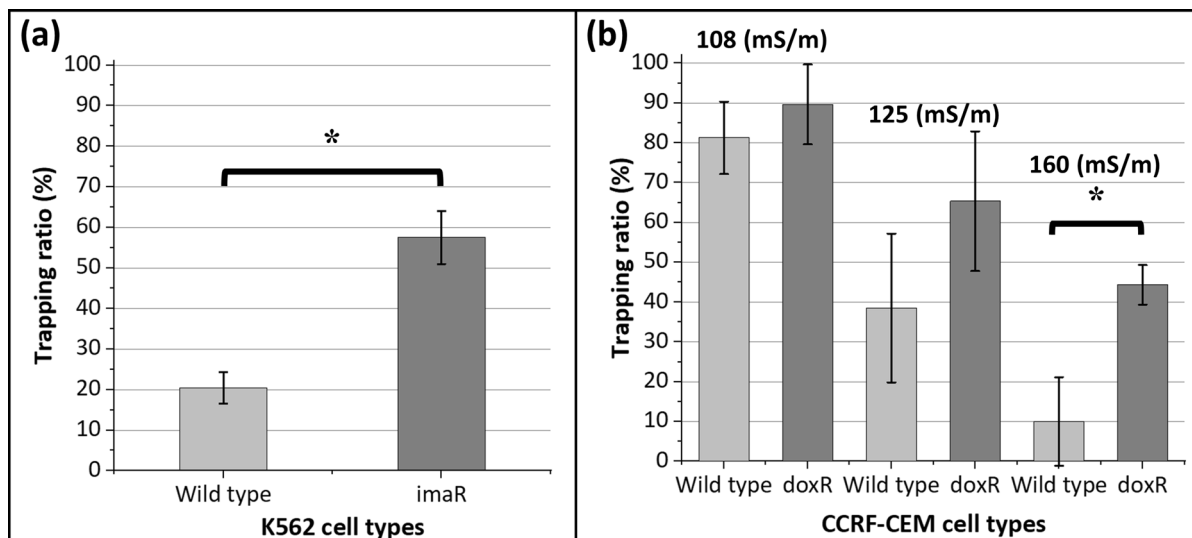 (a)
Trapping ratio (%)
100
90
80
70
60
50
40
30
20
10
0
*
Wild type imaR
K562 cell types
(b)
Trapping ratio (%)
100
90
80
70
60
50
40
30
20
10
0
108 (mS/m)
125 (mS/m)
160 (mS/m)
*
Wild type doxR Wild type doxR Wild type doxR
CCRF-CEM cell types